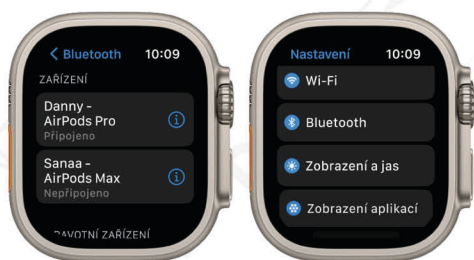 Bluetooth 10:09
ZAŘÍZENÍ
Danny –
AirPods Pro
Připojeno
Sanaa –
AirPods Max
Nepřipojeno
ZAŘÍZENÍ
Nastavení 10:09
Wi-Fi
Bluetooth
Zobrazení a jas
Zobrazení aplikací